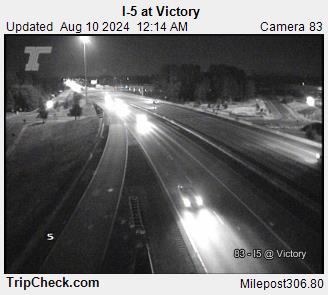 I-5 at Victory
Updated Aug 10 2024 12:14 AM Camera 83
T
S
83 - I5 @ Victory
TripCheck.com Milepost306.80